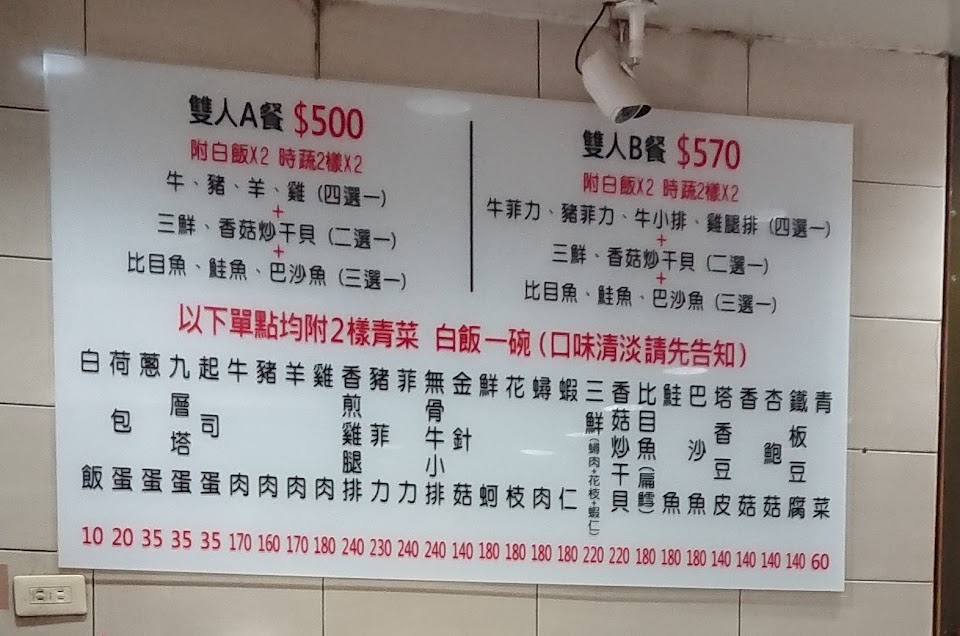 雙人A餐 $500
附白飯X2 時蔬2樣X2
牛、豬、羊、雞 (四選一)
+
三鮮、香菇炒干貝 (二選一)
+
比目魚、鮭魚、巴沙魚 (三選一)
雙人B餐 $570
附白飯X2 時蔬2樣X2
牛菲力、豬菲力、牛小排、雞腿排 (四選一)
+
三鮮、香菇炒干貝 (二選一)
+
比目魚、鮭魚、巴沙魚 (三選一)
以下單點均附2樣青菜 白飯一碗 (口味清淡請先告知)
白飯 10
荷包蛋 20
蔥蛋 35
九層塔蛋 35
起司蛋 35
牛肉 170
豬肉 160
羊肉 170
雞肉 180
香煎雞腿排 240
豬菲力 230
菲力 240
無骨牛小排 240
金針菇 140
鮮蚵 180
花枝 180
蟳肉 180
蝦仁 180
三鮮(蟳肉+花枝+蝦仁) 220
香菇炒干貝 220
比目魚(扁鱈) 180
鮭魚 180
巴沙魚 180
塔香豆皮 140
香菇 140
杏鮑菇 140
鐵板豆腐 140
青菜 60